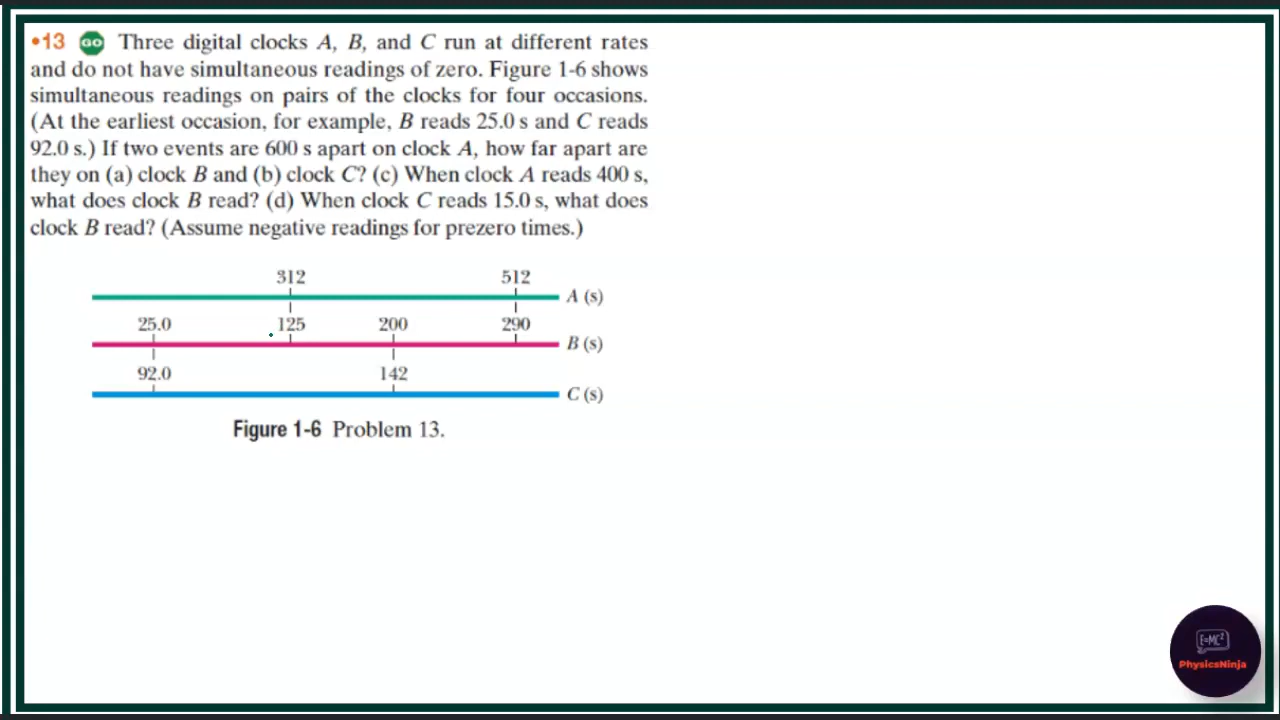 •13 GO Three digital clocks A, B, and C run at different rates
and do not have simultaneous readings of zero. Figure 1-6 shows
simultaneous readings on pairs of the clocks for four occasions.
(At the earliest occasion, for example, B reads 25.0 s and C reads
92.0 s.) If two events are 600 s apart on clock A, how far apart are
they on (a) clock B and (b) clock C? (c) When clock A reads 400 s,
what does clock B read? (d) When clock C reads 15.0 s, what does
clock B read? (Assume negative readings for prezero times.)
312 512
A (s)
25.0 125 200 290
B (s)
92.0 142
C (s)
Figure 1-6 Problem 13.
E=MC²
PhysicsNinja